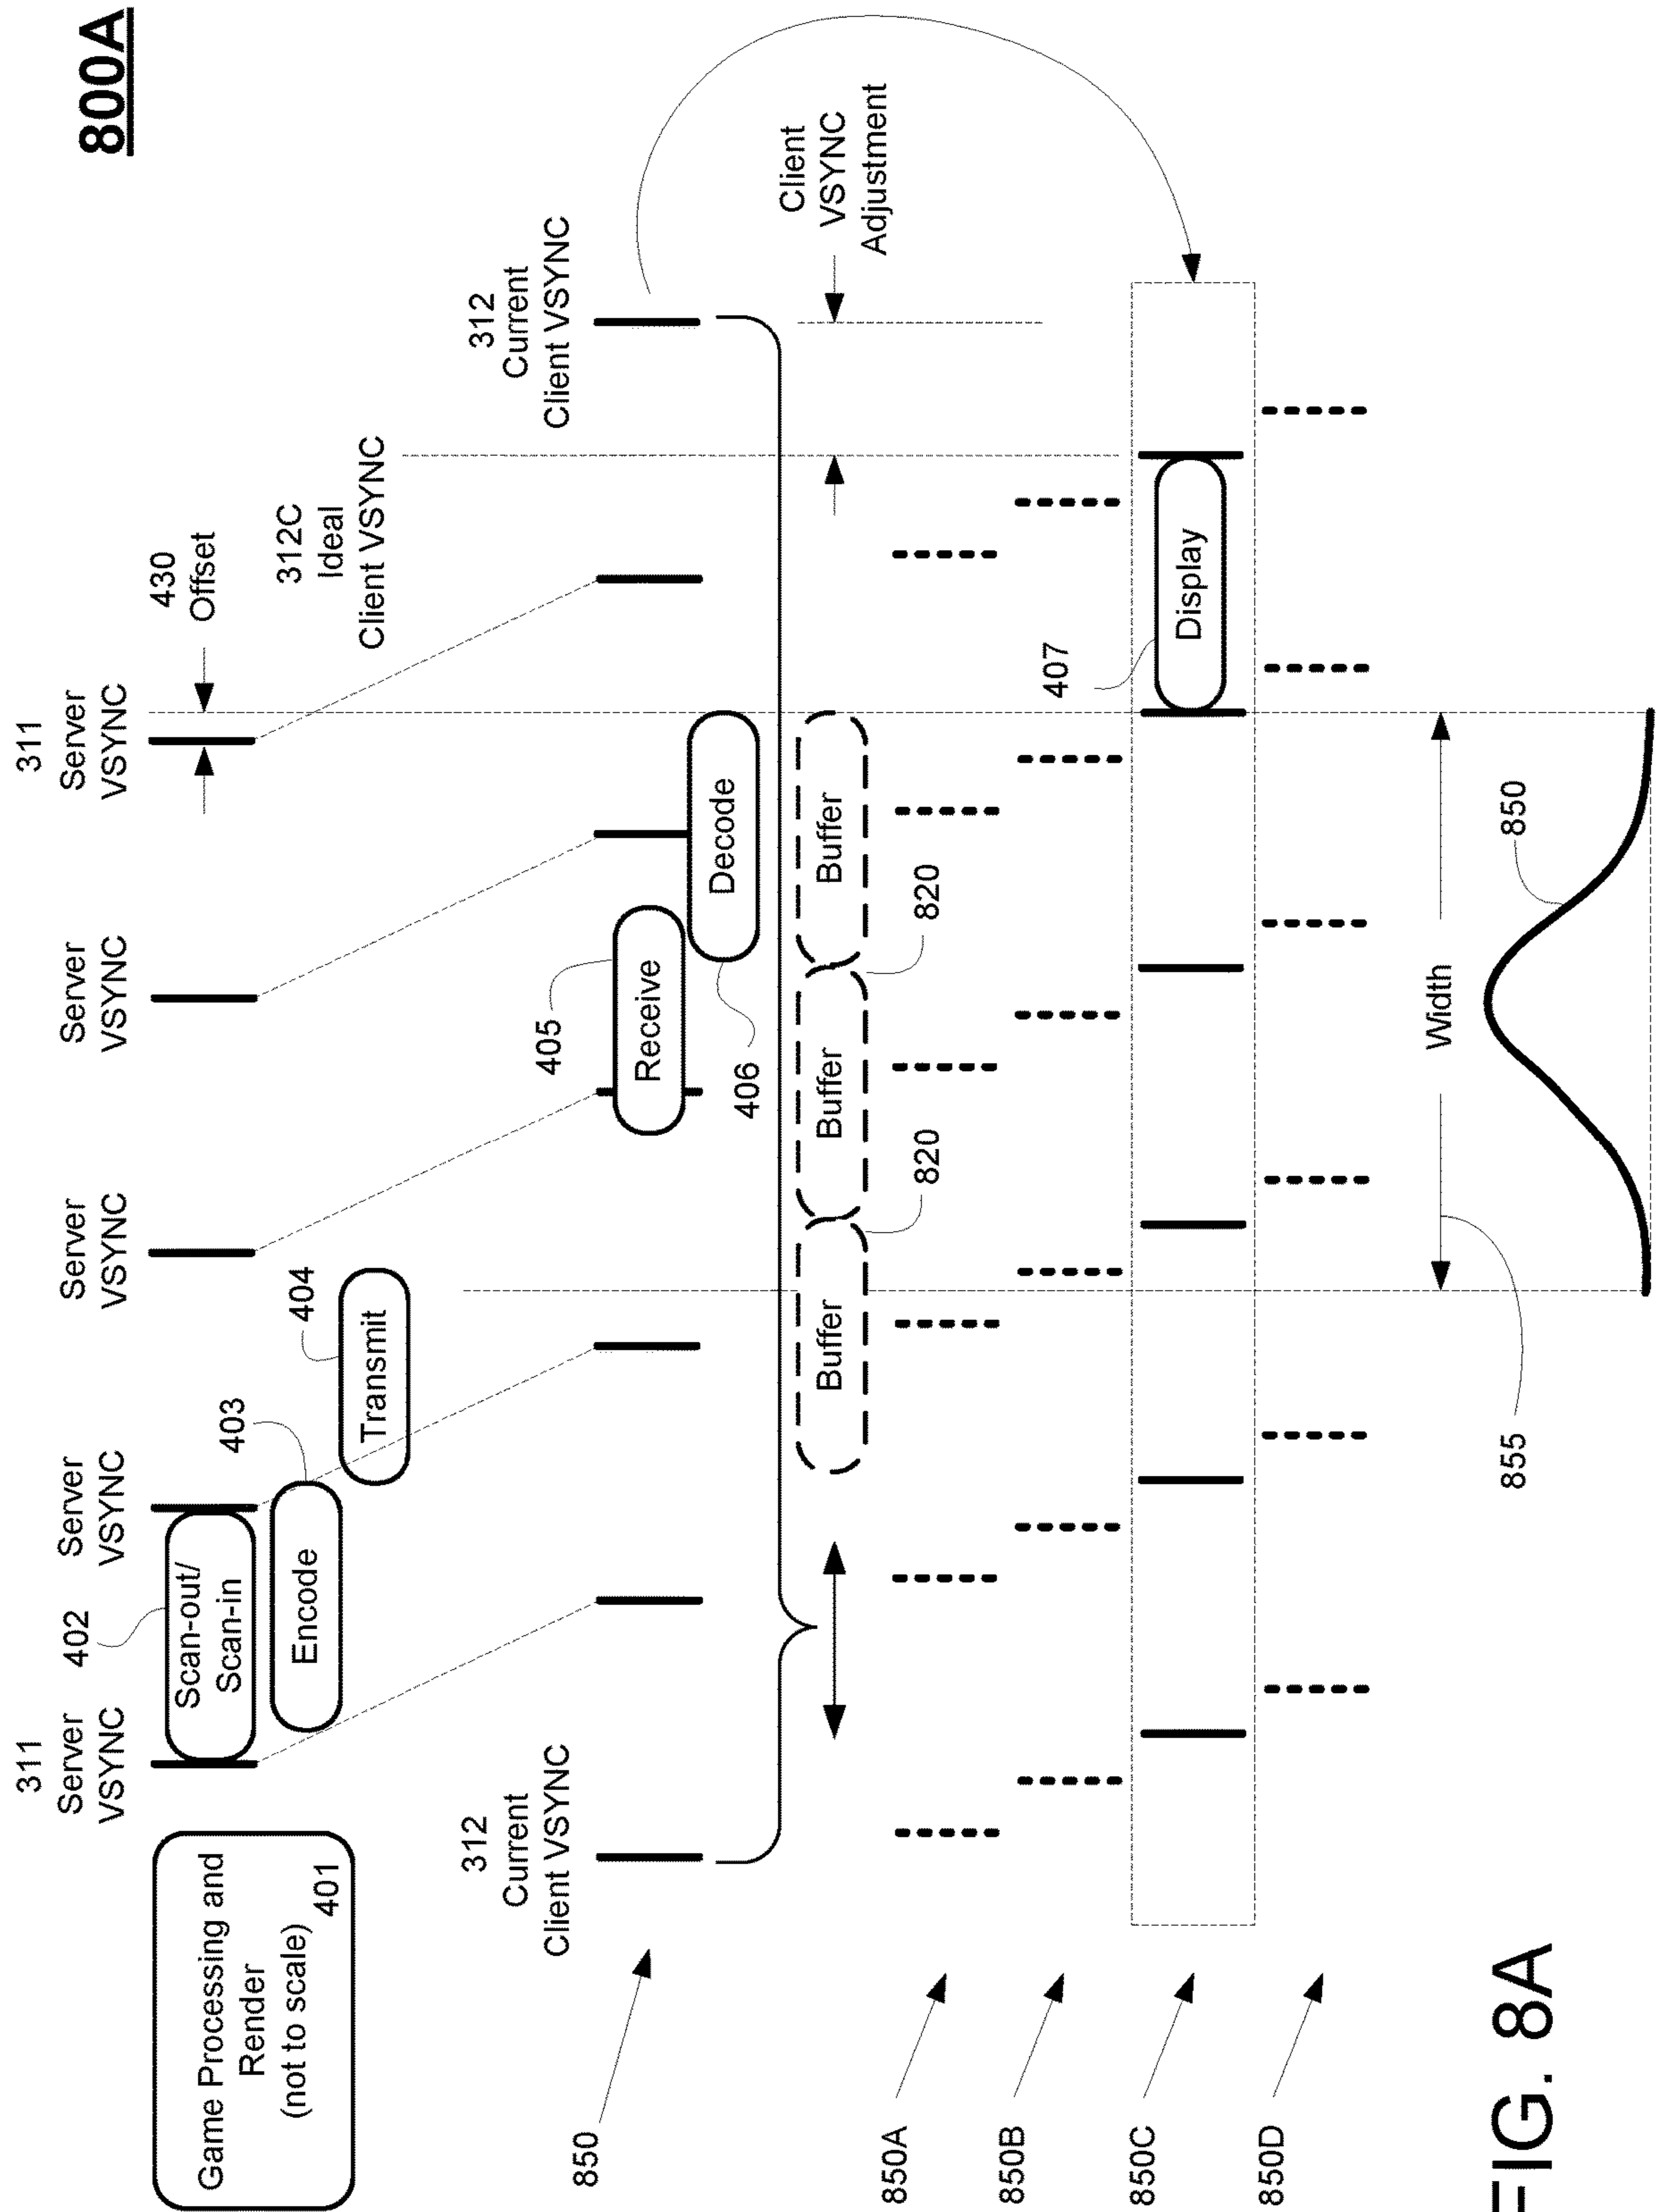 800A
311
Server
VSYNC
402
Server
VSYNC
Server
VSYNC
Server
VSYNC
311
Server
VSYNC
430
Offset
Game Processing and
Render
(not to scale)
401
Scan-out/
Scan-in
403
Encode
404
Transmit
312C
Ideal
Client VSYNC
312
Current
Client VSYNC
312
Current
Client VSYNC
850
405
Receive
406
Decode
Client
VSYNC
Adjustment
Buffer
Buffer
Buffer
820
820
850A
850B
407
850C
Display
850D
Width
855
850
FIG. 8A